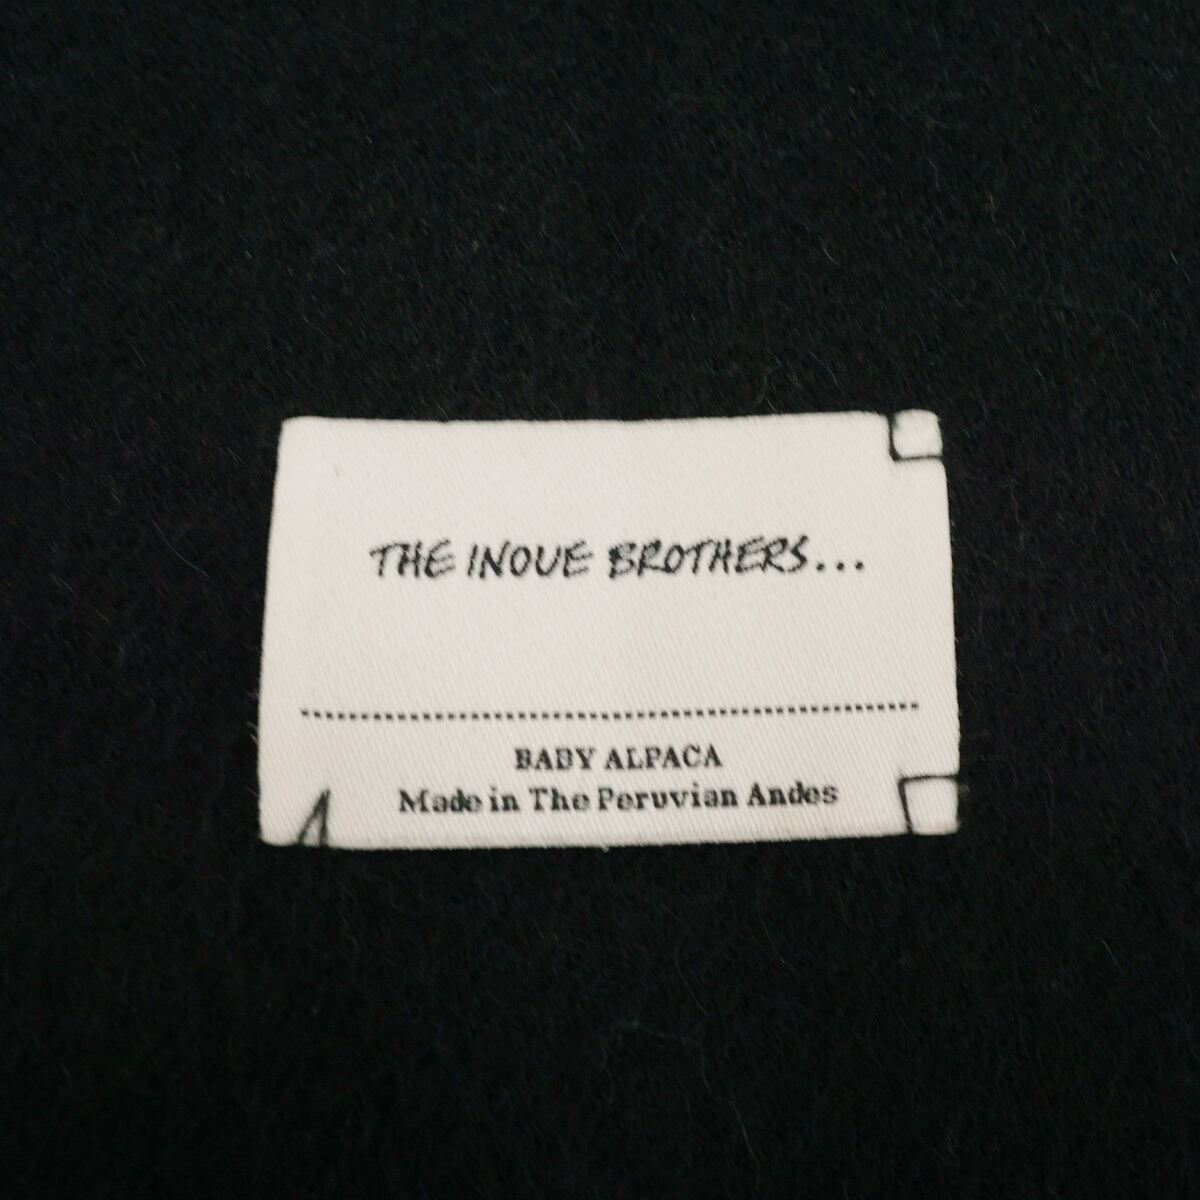 THE INOUE BROTHERS...
BABY ALPACA
Made in The Peruvian Andes